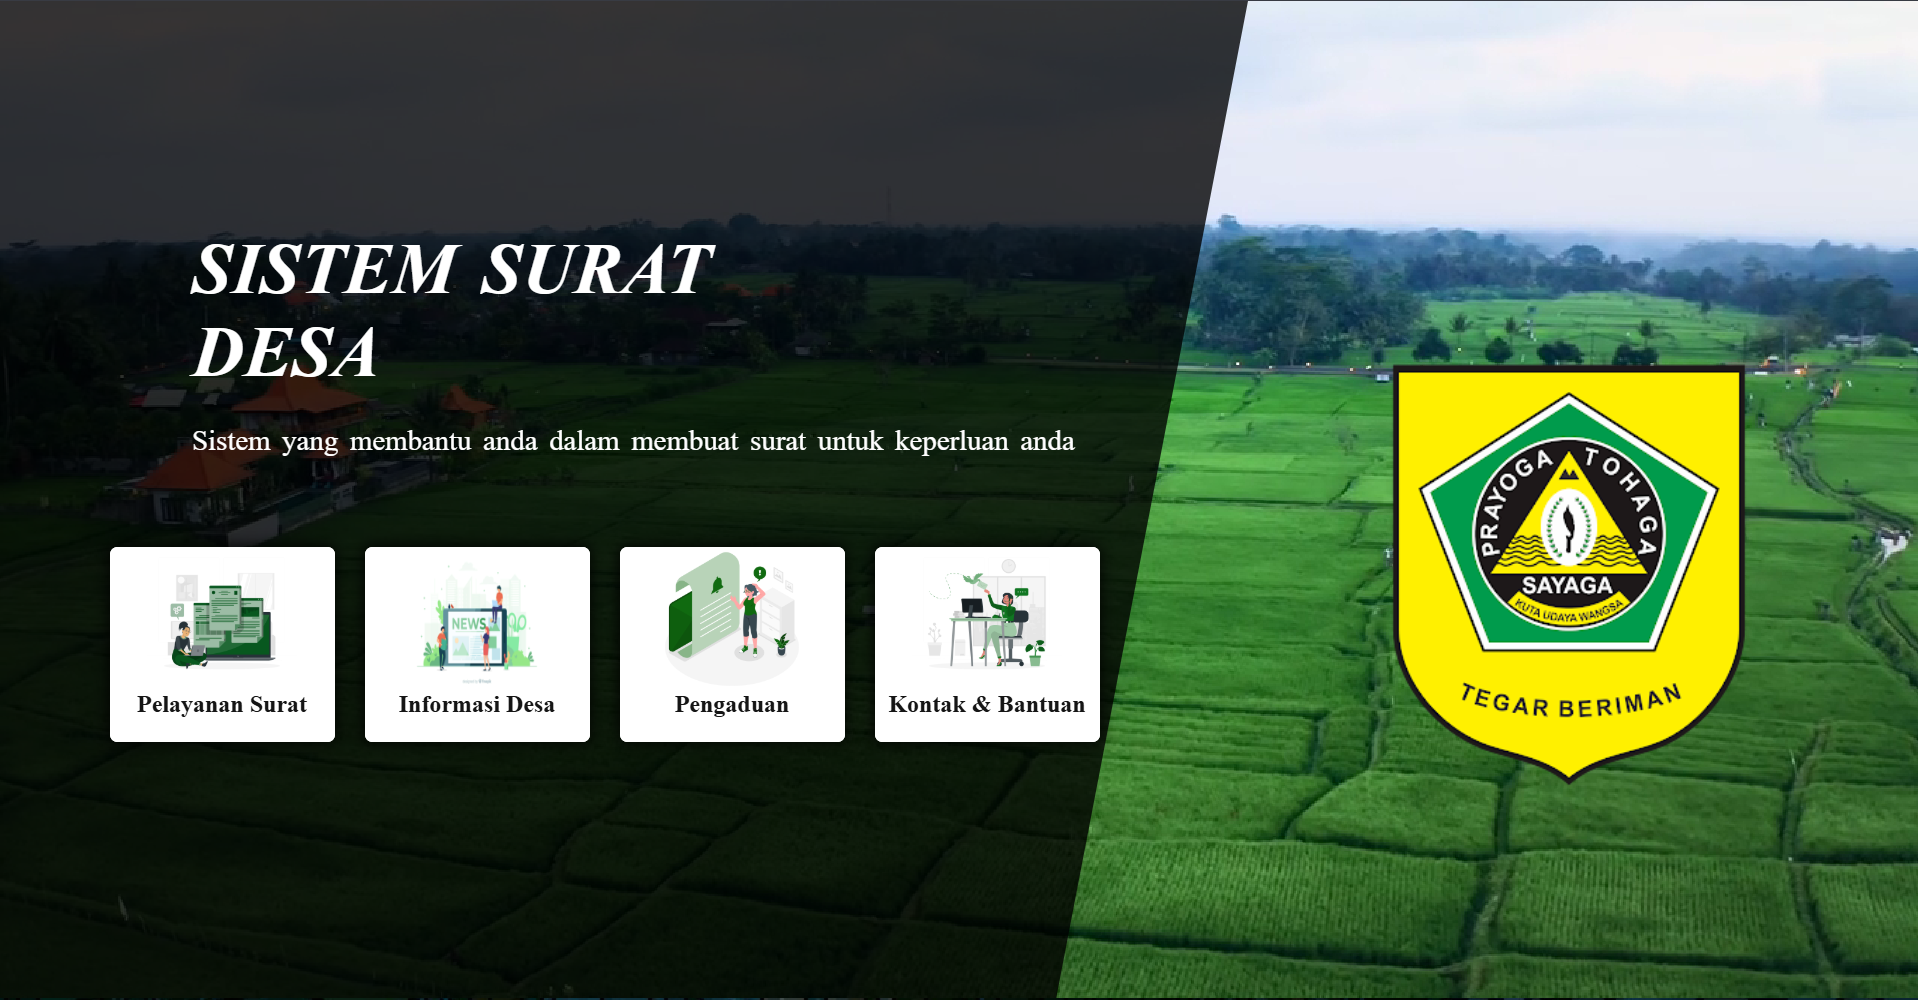 SISTEM SURAT
DESA
Sistem yang membantu anda dalam membuat surat untuk keperluan anda
NEWS
Pelayanan Surat
Informasi Desa
Pengaduan
Kontak & Bantuan
PRAYOGA TOHAGA
SAYAGA
KUTA UDAYA WANGSA
TEGAR BERIMAN